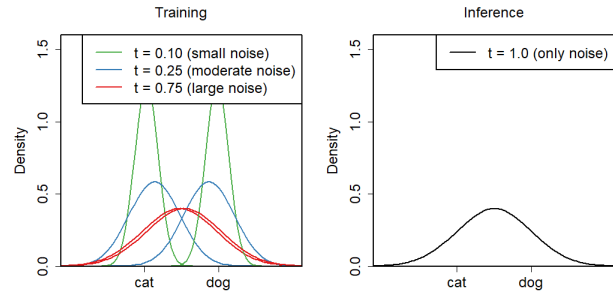 Training
t = 0.10 (small noise)
t = 0.25 (moderate noise)
t = 0.75 (large noise)
Density
0.0
0.5
1.0
1.5
cat
dog
Inference
t = 1.0 (only noise)
Density
0.0
0.5
1.0
1.5
cat
dog